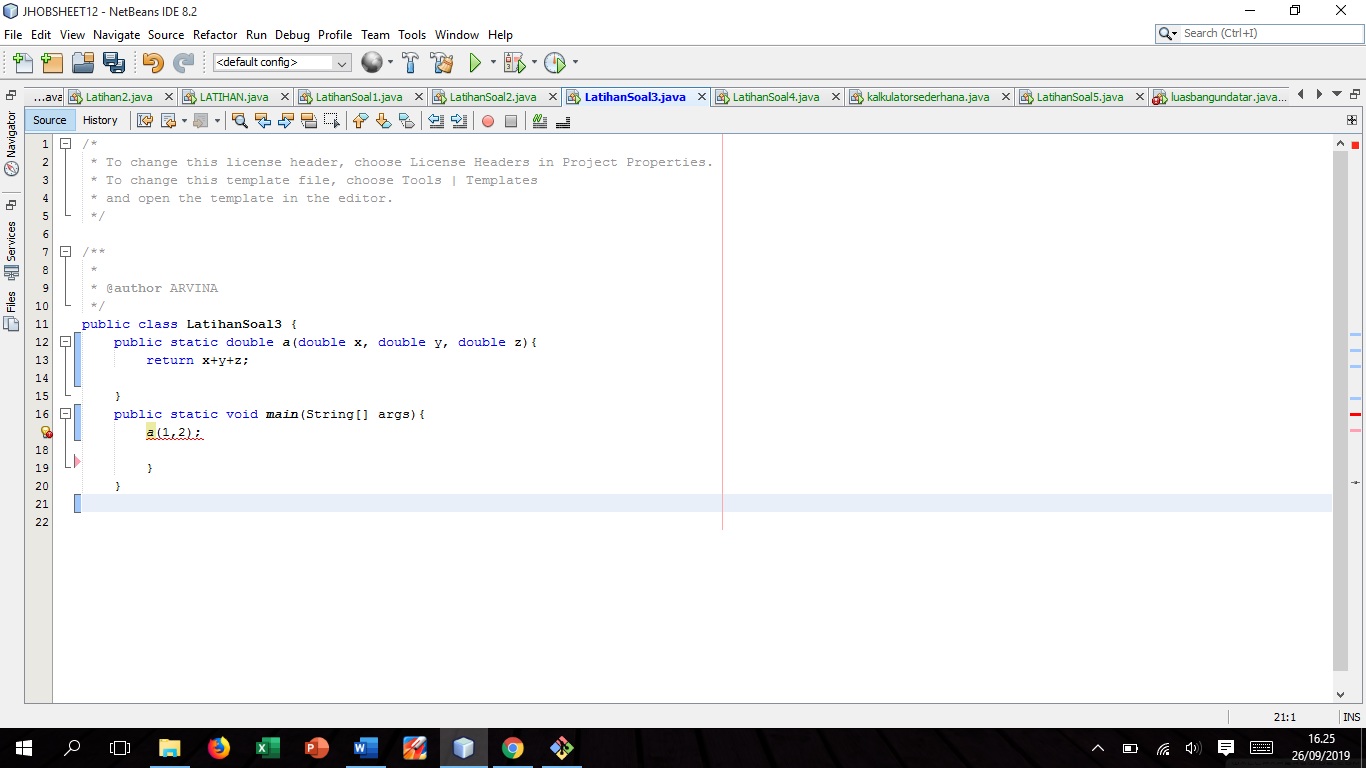 JHOBSHEET12 - NetBeans IDE 8.2
File Edit View Navigate Source Refactor Run Debug Profile Team Tools Window Help
Search (Ctrl+I)
<default config>
...ava Latihan2.java LATIHAN.java LatihanSoal1.java LatihanSoal2.java LatihanSoal3.java LatihanSoal4.java kalkulatorsederhana.java LatihanSoal5.java luasbangundatar.java...
Source History
Navigator
Services
Files
1 /*
2 * To change this license header, choose License Headers in Project Properties.
3 * To change this template file, choose Tools | Templates
4 * and open the template in the editor.
5 */
6
7 /**
8 *
9 * @author ARVINA
10 */
11 public class LatihanSoal3 {
12 public static double a(double x, double y, double z){
13 return x+y+z;
14
15 }
16 public static void main(String[] args){
a(1,2);
18
19 }
20 }
21
22
21:1 INS
16.25
26/09/2019